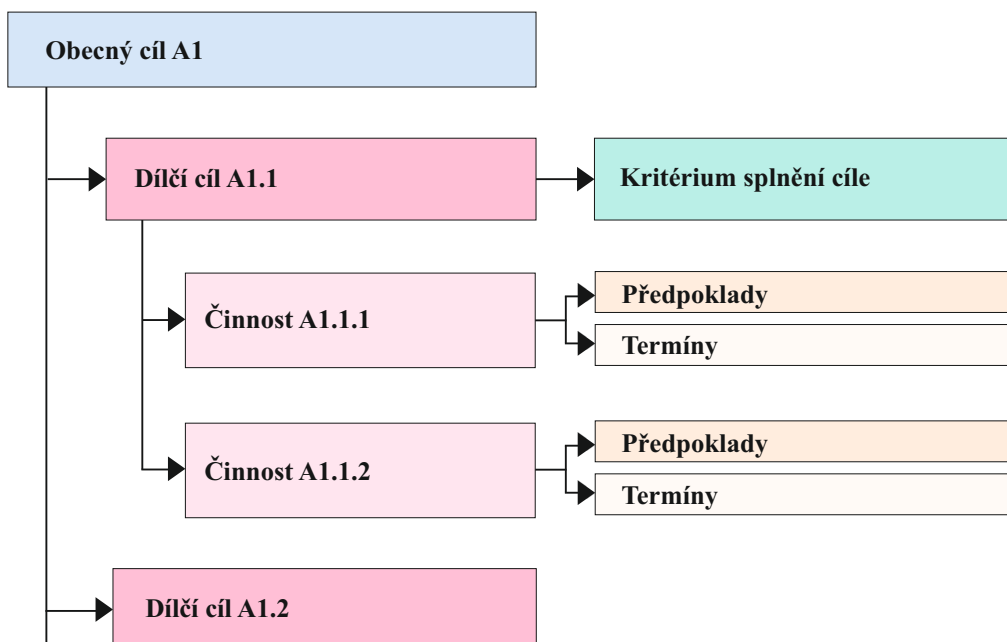 Obecný cíl A1
Dílčí cíl A1.1
Kritérium splnění cíle
Činnost A1.1.1
Předpoklady
Termíny
Činnost A1.1.2
Předpoklady
Termíny
Dílčí cíl A1.2